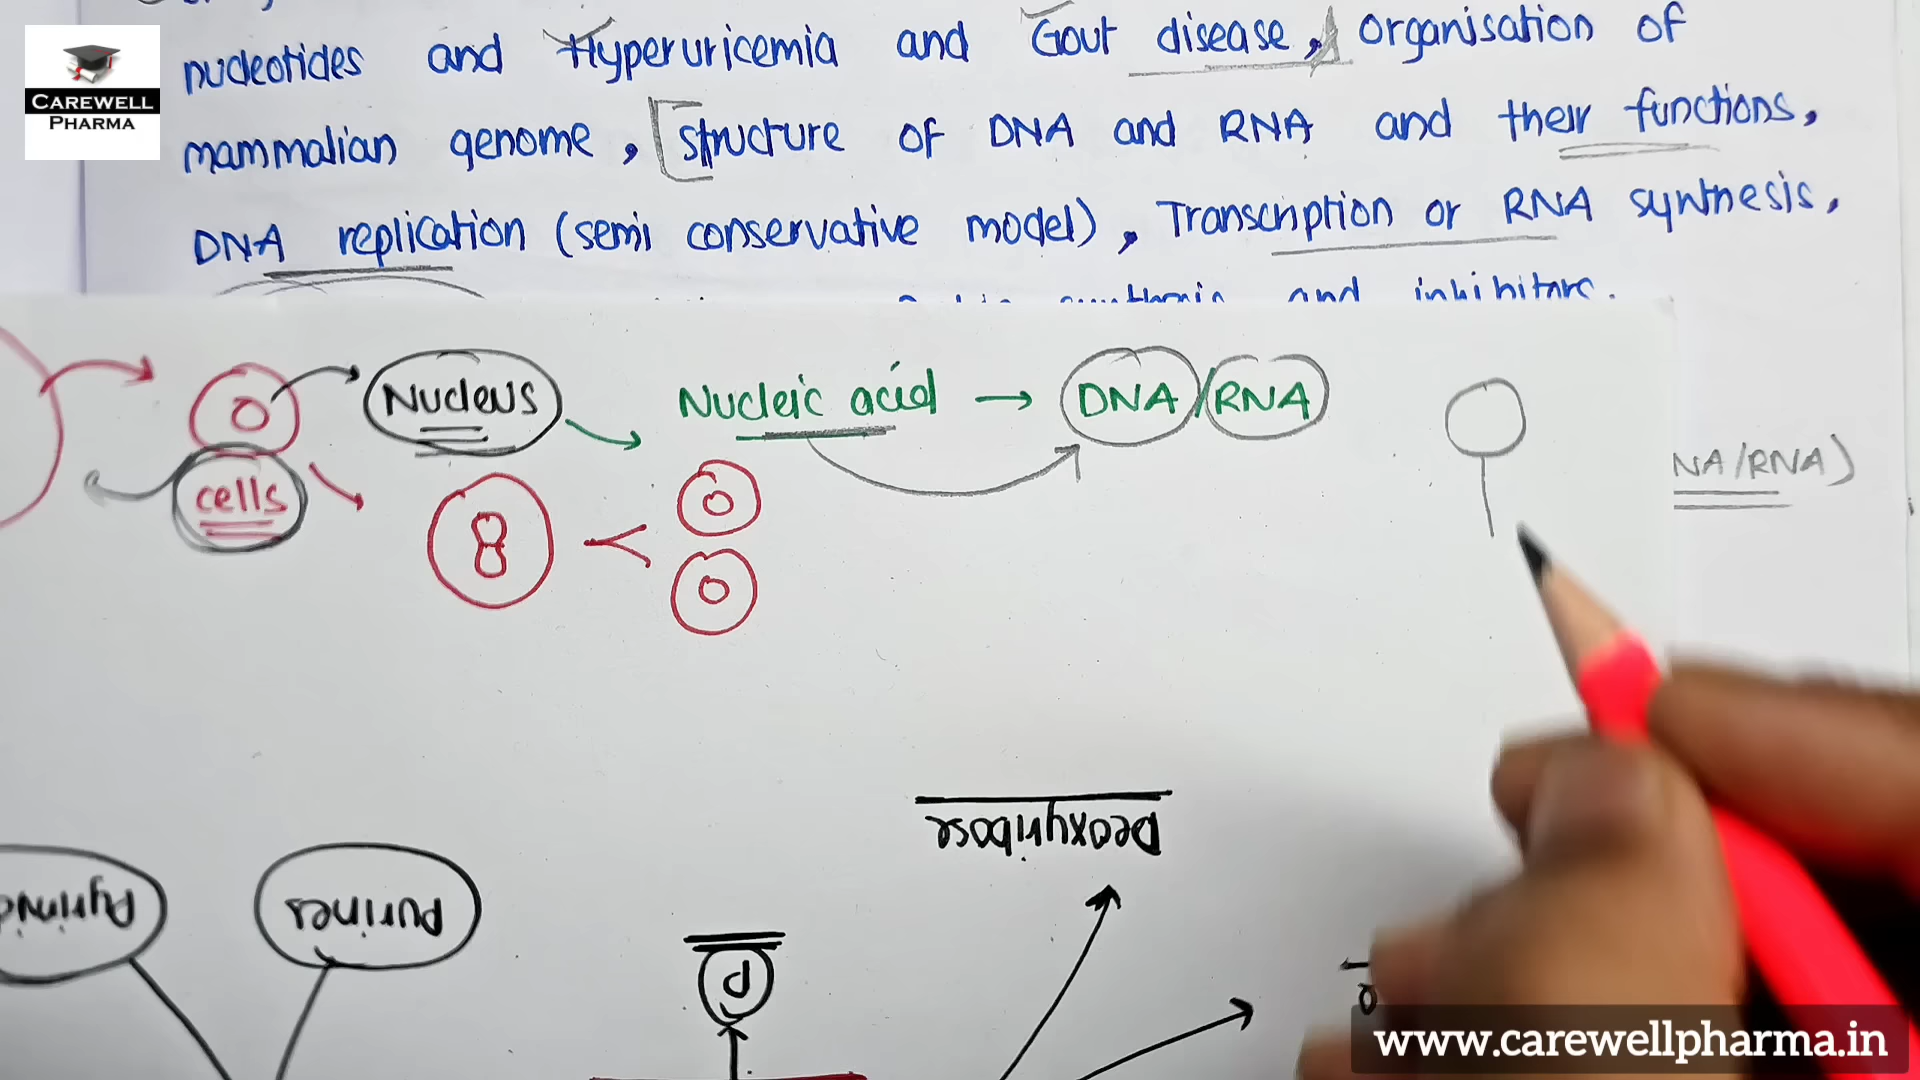 CAREWELL
PHARMA
nucleotides and Hyperuricemia and Gout disease, organisation of
mammalian genome, [structure of DNA and RNA and their functions,
DNA replication (semi conservative model), Transcription or RNA synthesis,
and inhibitors.
Nucleus Nucleic acid → DNA/RNA
cells
NA/RNA)
Deoxyribose
Purines
P
www.carewellpharma.in